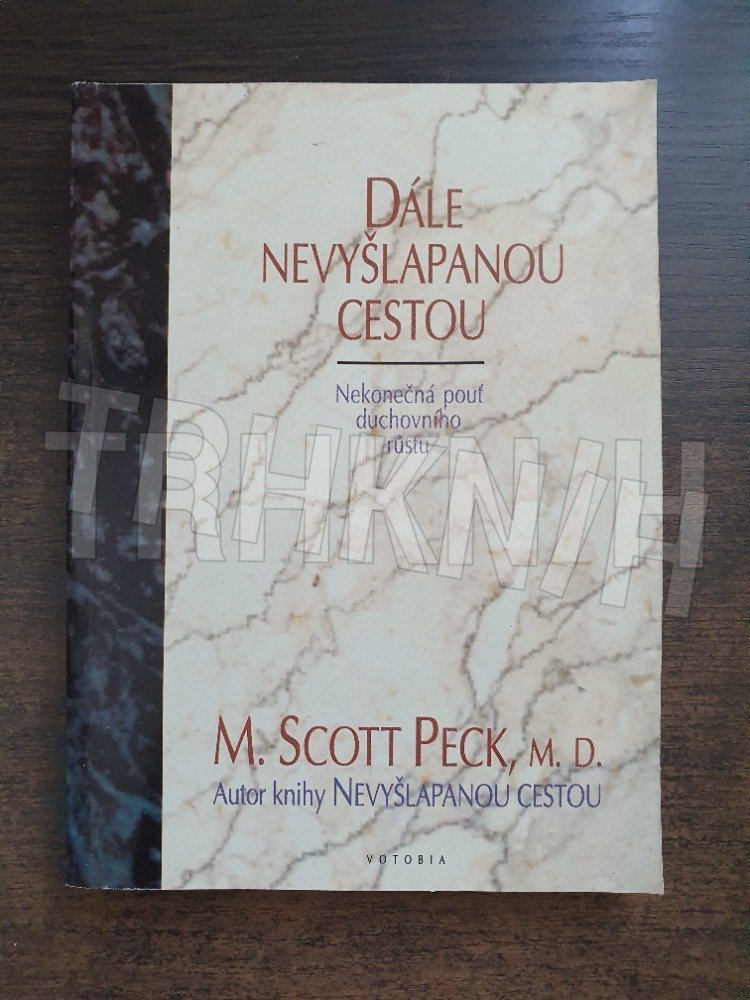 DÁLE
NEVYŠLAPANOU
CESTOU
Nekonečná pouť
duchovního
růstu
TRHKNIH
M. SCOTT PECK, M. D.
Autor knihy NEVYŠLAPANOU CESTOU
VOTOBIA